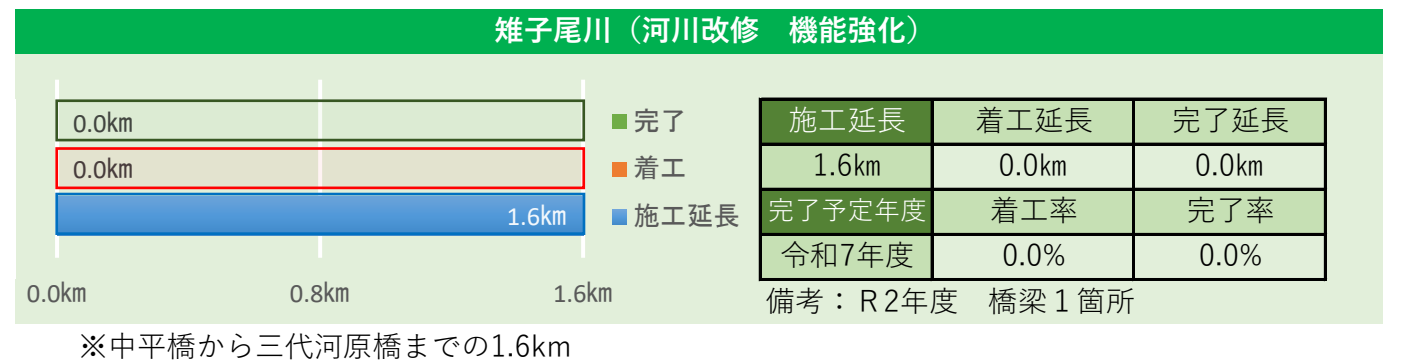 雉子尾川（河川改修　機能強化）
0.0km
0.0km
1.6km
完了
着工
施工延長
0.0km 0.8km 1.6km
施工延長 着工延長 完了延長
1.6km 0.0km 0.0km
完了予定年度 着工率 完了率
令和7年度 0.0% 0.0%
備考：Ｒ2年度　橋梁１箇所
※中平橋から三代河原橋までの1.6km